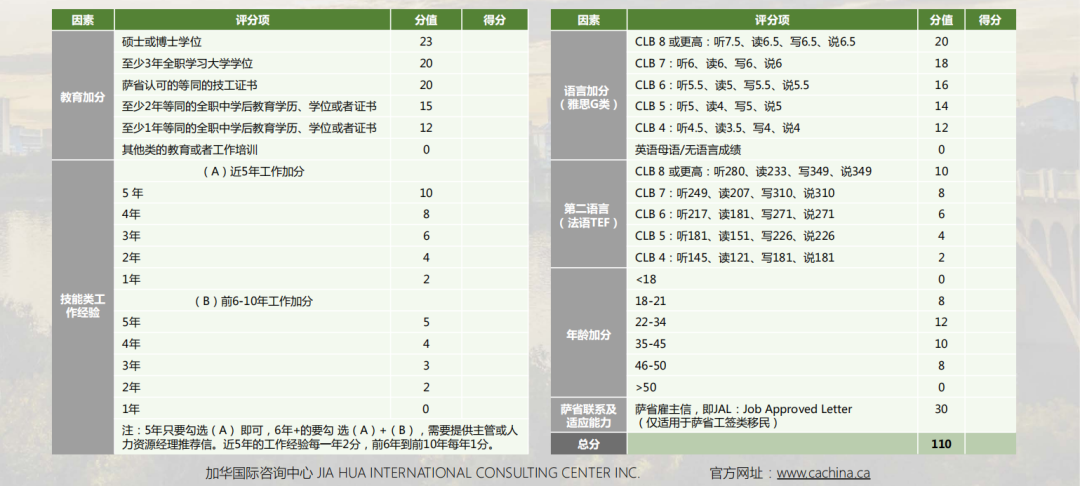 因素 评分项 分值 得分
教育加分
硕士或博士学位 23
至少3年全职学习大学学位 20
萨省认可的等同的技工证书 20
至少2年等同的全职中学后教育学历、学位或者证书 15
至少1年等同的全职中学后教育学历、学位或者证书 12
其他类的教育或者工作培训 0
技能类工
作经验
（A）近5年工作加分
5 年 10
4年 8
3年 6
2年 4
1年 2
（B）前6-10年工作加分
5年 5
4年 4
3年 3
2年 2
1年 0
注：5年只要勾选（A）即可，6年+的要勾 选（A）+（B），需要提供主管或人
力资源经理推荐信。近5年的工作经验每一年2分，前6年到前10年每年1分。
因素 评分项 分值 得分
语言加分
（雅思G类）
CLB 8 或更高：听7.5、读6.5、写6.5、说6.5 20
CLB 7：听6、读6、写6、说6 18
CLB 6：听5.5、读5、写5.5、说5.5 16
CLB 5：听5、读4、写5、说5 14
CLB 4：听4.5、读3.5、写4、说4 12
英语母语/无语言成绩 0
第二语言
（法语TEF）
CLB 8 或更高：听280、读233、写349、说349 10
CLB 7：听249、读207、写310、说310 8
CLB 6：听217、读181、写271、说271 6
CLB 5：听181、读151、写226、说226 4
CLB 4：听145、读121、写181、说181 2
年龄加分
<18 0
18-21 8
22-34 12
35-45 10
46-50 8
>50 0
萨省联系及
适应能力
萨省雇主信，即JAL：Job Approved Letter 30
（仅适用于萨省工签类移民）
总分 110
加华国际咨询中心 JIA HUA INTERNATIONAL CONSULTING CENTER INC. 官方网址：www.cachina.ca